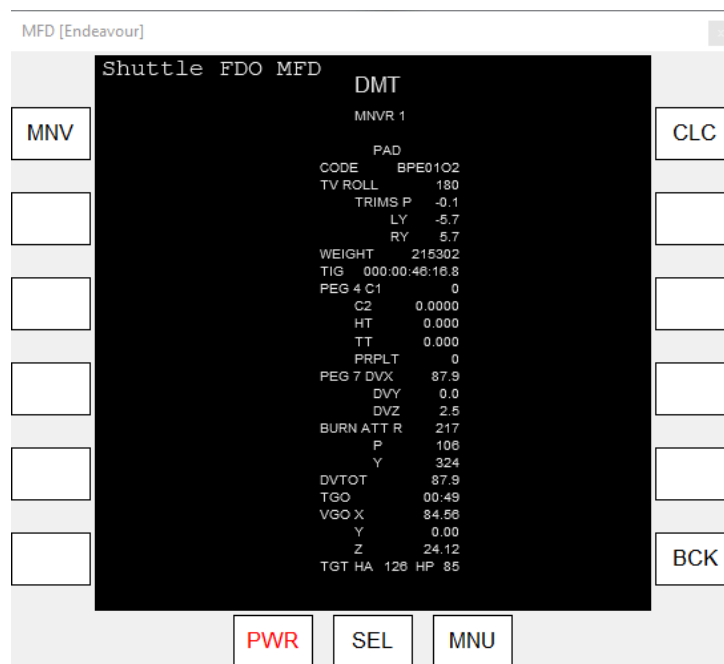 MFD [Endeavour]
Shuttle FDO MFD
DMT
MNVR 1
MNV
CLC
PAD
CODE BPE01O2
TV ROLL 180
TRIMS P -0.1
LY -5.7
RY 5.7
WEIGHT 215302
TIG 000:00:46:16.8
PEG 4 C1 0
C2 0.0000
HT 0.000
TT 0.000
PRPLT 0
PEG 7 DVX 87.9
DVY 0.0
DVZ 2.5
BURN ATT R 217
P 106
Y 324
DVTOT 87.9
TGO 00:49
VGO X 84.56
Y 0.00
Z 24.12
TGT HA 126 HP 85
BCK
PWR SEL MNU